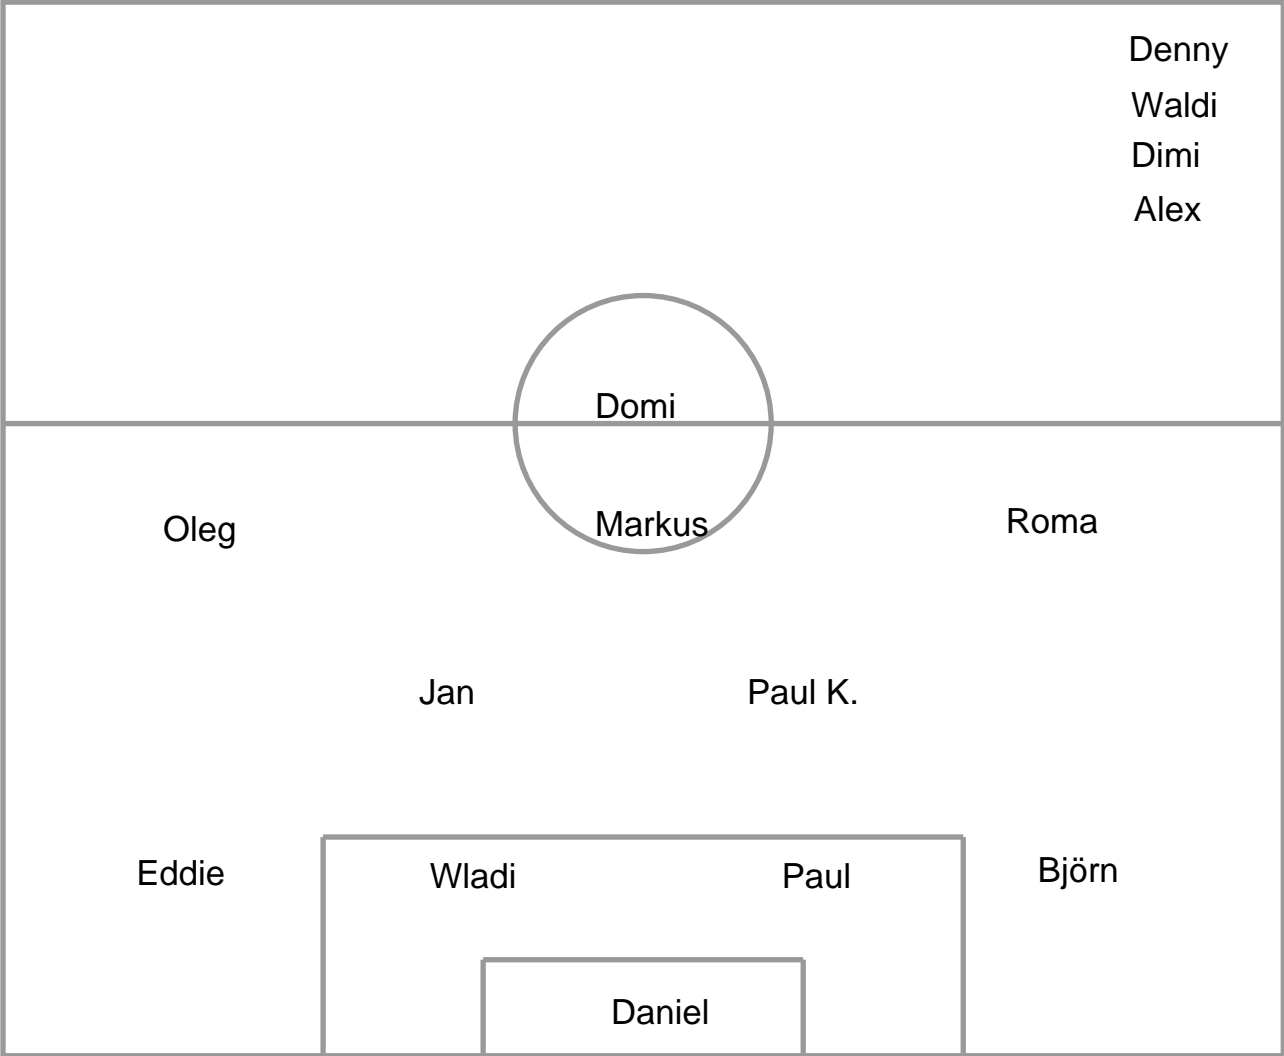 Denny
Waldi
Dimi
Alex
Domi
Oleg
Markus
Roma
Jan
Paul K.
Eddie
Wladi
Paul
Björn
Daniel